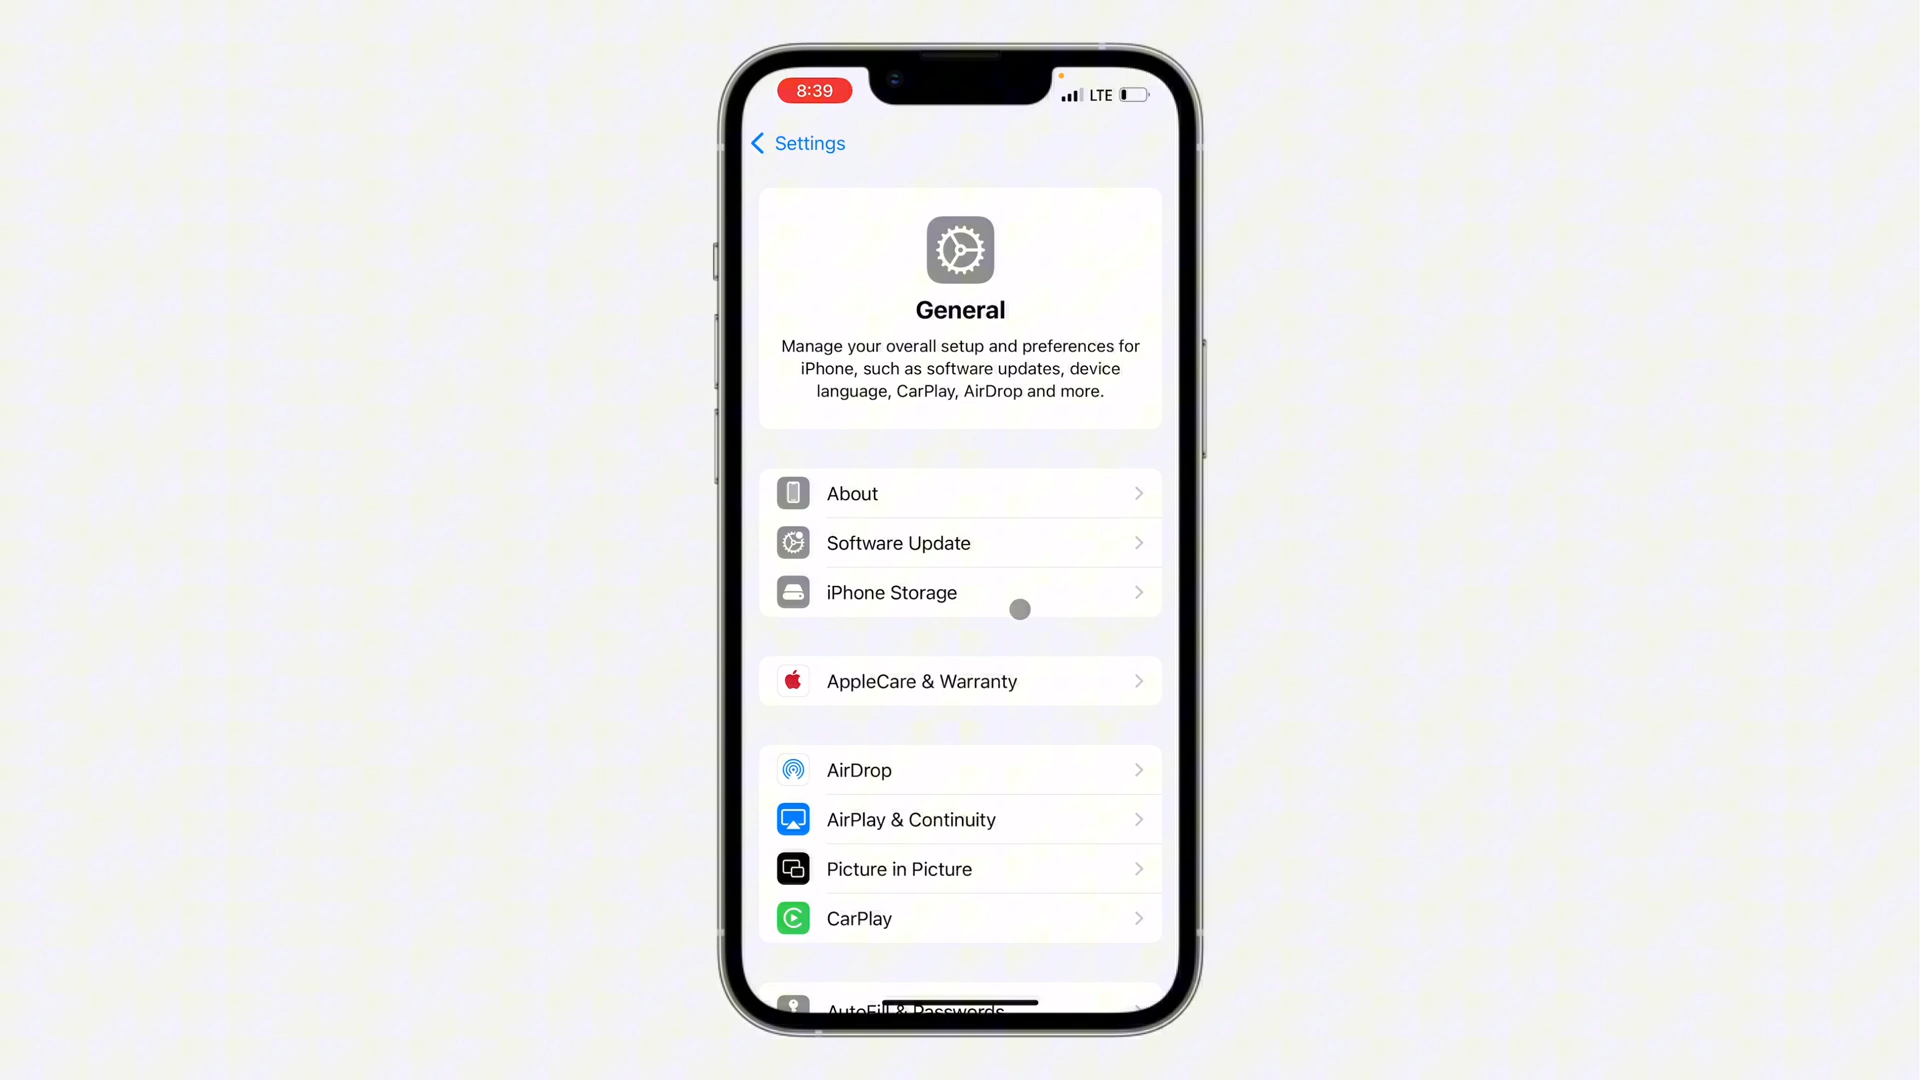 8:39
LTE
Settings
General
Manage your overall setup and preferences for
iPhone, such as software updates, device
language, CarPlay, AirDrop and more.
About
Software Update
iPhone Storage
AppleCare & Warranty
AirDrop
AirPlay & Continuity
Picture in Picture
CarPlay
AutoFill & Passwords